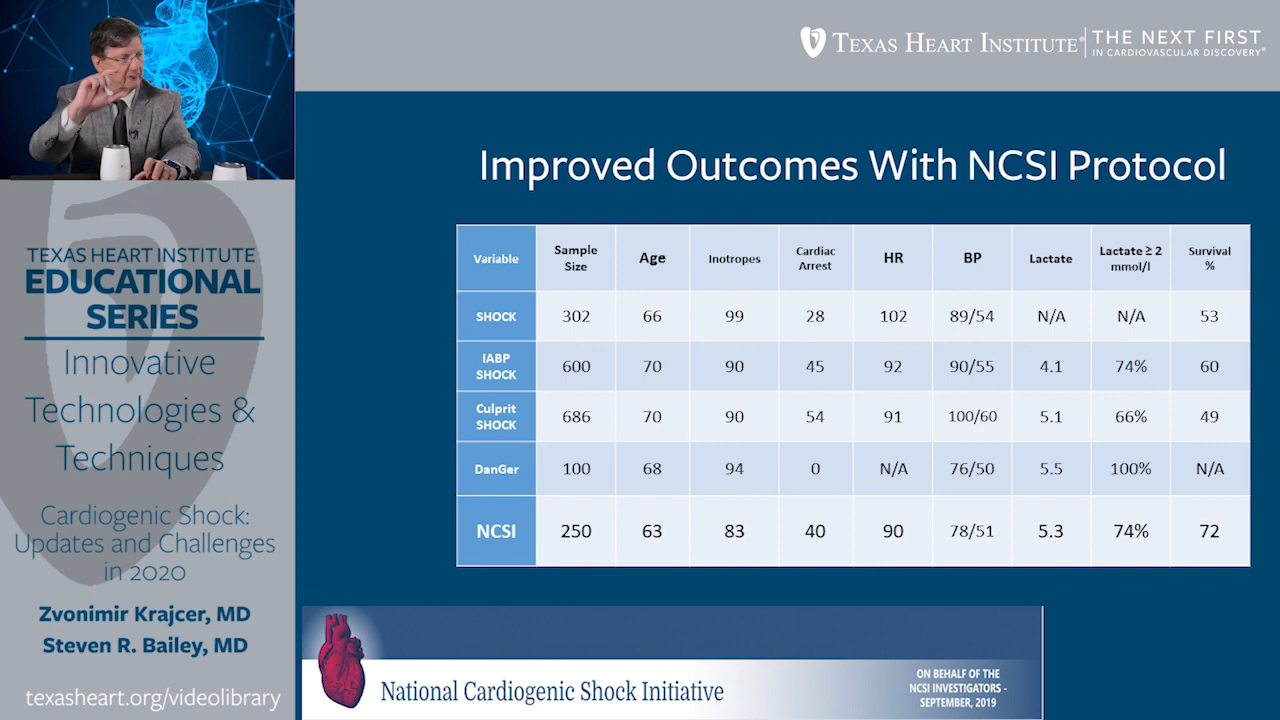 TEXAS HEART INSTITUTE® THE NEXT FIRST
IN CARDIOVASCULAR DISCOVERY®
TEXAS HEART INSTITUTE
EDUCATIONAL
SERIES
Innovative
Technologies &
Techniques
Cardiogenic Shock:
Updates and Challenges
in 2020
Zvonimir Krajcer, MD
Steven R. Bailey, MD
texasheart.org/videolibrary
Improved Outcomes With NCSI Protocol
Variable Sample Size Age Inotropes Cardiac Arrest HR BP Lactate Lactate ≥ 2 mmol/l Survival %
SHOCK 302 66 99 28 102 89/54 N/A N/A 53
IABP SHOCK 600 70 90 45 92 90/55 4.1 74% 60
Culprit SHOCK 686 70 90 54 91 100/60 5.1 66% 49
DanGer 100 68 94 0 N/A 76/50 5.5 100% N/A
NCSI 250 63 83 40 90 78/51 5.3 74% 72
National Cardiogenic Shock Initiative
ON BEHALF OF THE
NCSI INVESTIGATORS -
SEPTEMBER, 2019